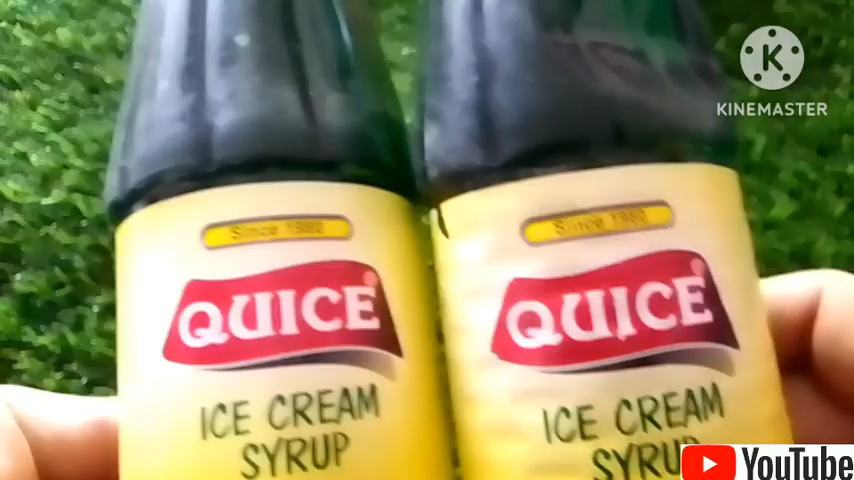 KINEMASTER
Since 1980
QUICE
ICE CREAM
SYRUP
Since 1980
QUICE
ICE CREAM
SYRUP
YouTube